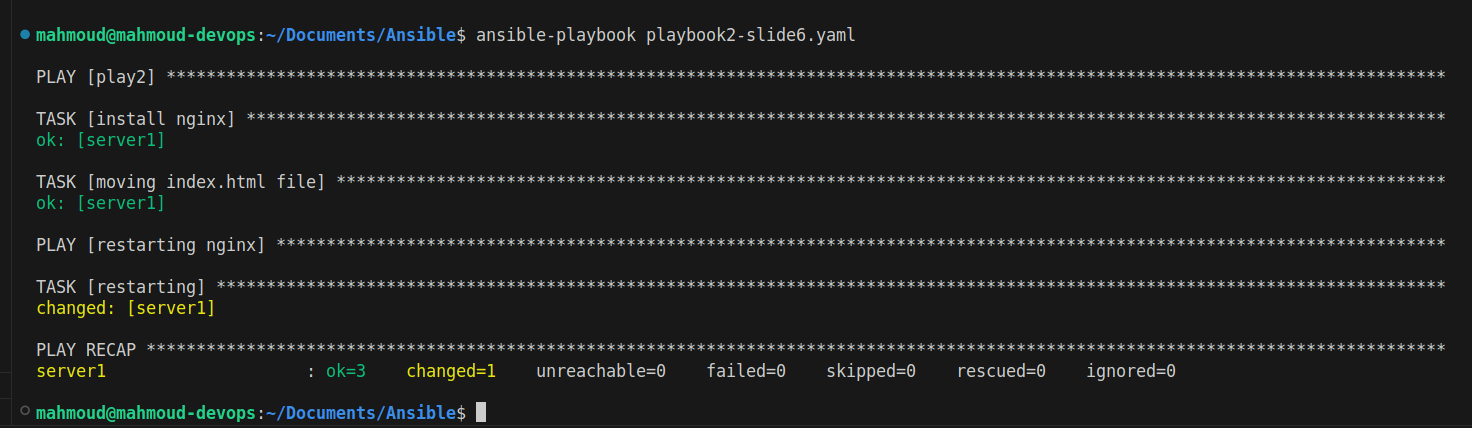 mahmoud@mahmoud-devops:~/Documents/Ansible$ ansible-playbook playbook2-slide6.yaml
PLAY [play2] ********************************************************************************************************************************
TASK [install nginx] ************************************************************************************************************************
ok: [server1]
TASK [moving index.html file] ***************************************************************************************************************
ok: [server1]
PLAY [restarting nginx] *********************************************************************************************************************
TASK [restarting] ***************************************************************************************************************************
changed: [server1]
PLAY RECAP **********************************************************************************************************************************
server1                    : ok=3    changed=1    unreachable=0    failed=0    skipped=0    rescued=0    ignored=0
mahmoud@mahmoud-devops:~/Documents/Ansible$